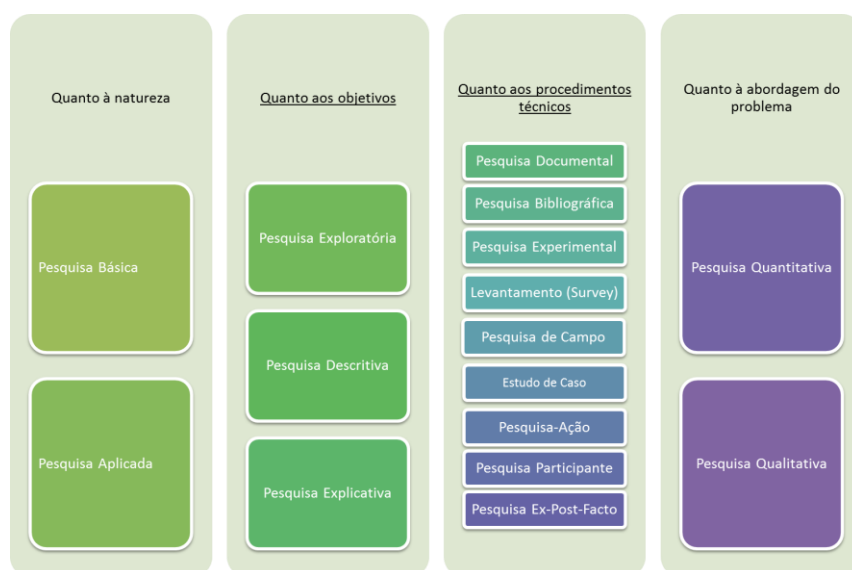 Quanto à natureza
Pesquisa Básica
Pesquisa Aplicada
Quanto aos objetivos
Pesquisa Exploratória
Pesquisa Descritiva
Pesquisa Explicativa
Quanto aos procedimentos
técnicos
Pesquisa Documental
Pesquisa Bibliográfica
Pesquisa Experimental
Levantamento (Survey)
Pesquisa de Campo
Estudo de Caso
Pesquisa-Ação
Pesquisa Participante
Pesquisa Ex-Post-Facto
Quanto à abordagem do
problema
Pesquisa Quantitativa
Pesquisa Qualitativa